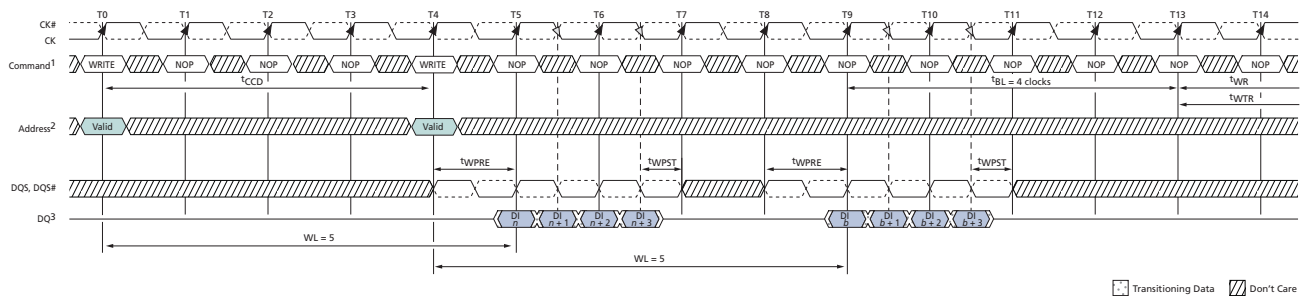 T0 T1 T2 T3 T4 T5 T6 T7 T8 T9 T10 T11 T12 T13 T14
CK#
CK
Command1 WRITE NOP NOP NOP WRITE NOP NOP NOP NOP NOP NOP NOP NOP NOP NOP
tCCD tBL = 4 clocks tWR
tWTR
Address2 Valid Valid
tWPRE tWPST tWPRE tWPST
DQS, DQS#
DQ3 DI n DI n + 1 DI n + 2 DI n + 3 DI b DI b + 1 DI b + 2 DI b + 3
WL = 5
WL = 5
Transitioning Data Don't Care